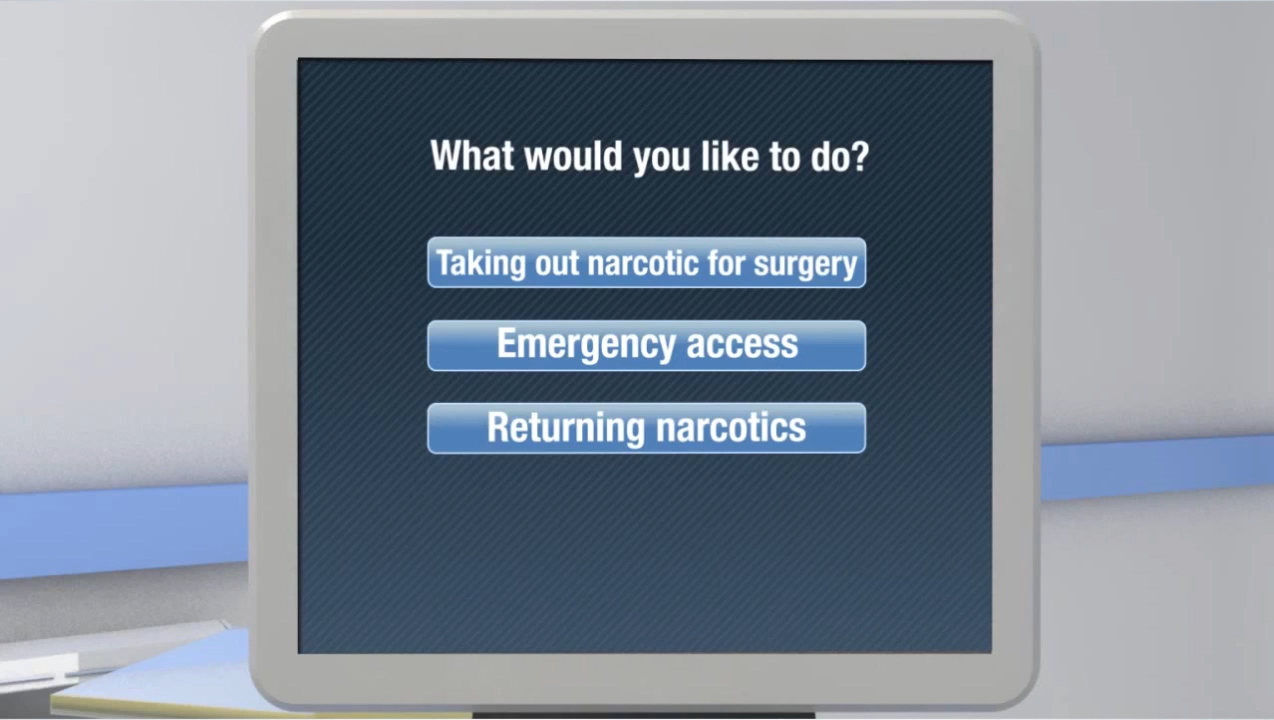 What would you like to do?
Taking out narcotic for surgery
Emergency access
Returning narcotics